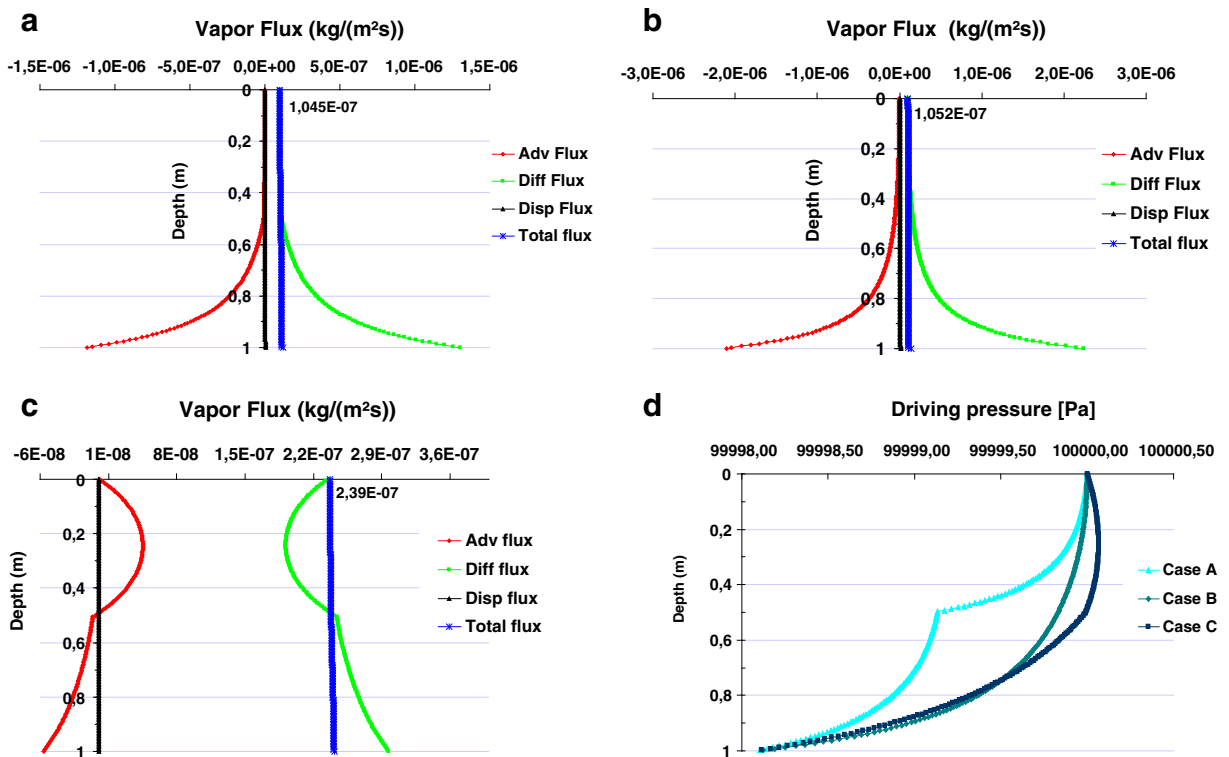 a
Vapor Flux (kg/(m²s))
-1,5E-06 -1,0E-06 -5,0E-07 0,0E+00 5,0E-07 1,0E-06 1,5E-06
0
0,2
0,4
0,6
0,8
1
Depth (m)
1,045E-07
Adv Flux
Diff Flux
Disp Flux
Total flux
b
Vapor Flux (kg/(m²s))
-3,0E-06 -2,0E-06 -1,0E-06 0,0E+00 1,0E-06 2,0E-06 3,0E-06
0
0,2
0,4
0,6
0,8
1
Depth (m)
1,052E-07
Adv Flux
Diff Flux
Disp Flux
Total flux
c
Vapor Flux (kg/(m²s))
-6E-08 1E-08 8E-08 1,5E-07 2,2E-07 2,9E-07 3,6E-07
0
0,2
0,4
0,6
0,8
1
Depth (m)
2,39E-07
Adv flux
Diff flux
Disp flux
Total flux
d
Driving pressure [Pa]
99998,00 99998,50 99999,00 99999,50 100000,00 100000,50
0
0,2
0,4
0,6
0,8
1
Depth (m)
Case A
Case B
Case C